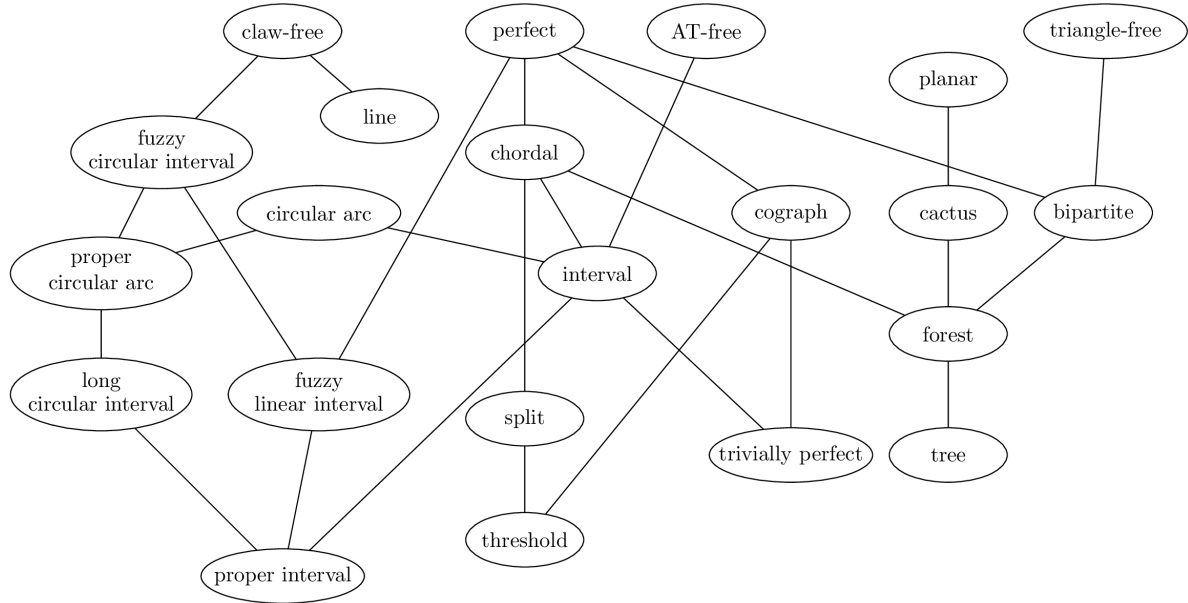 claw-free
perfect
AT-free
triangle-free
planar
line
fuzzy
circular interval
chordal
circular arc
cograph
cactus
bipartite
proper
circular arc
interval
forest
long
circular interval
fuzzy
linear interval
split
trivially perfect
tree
threshold
proper interval